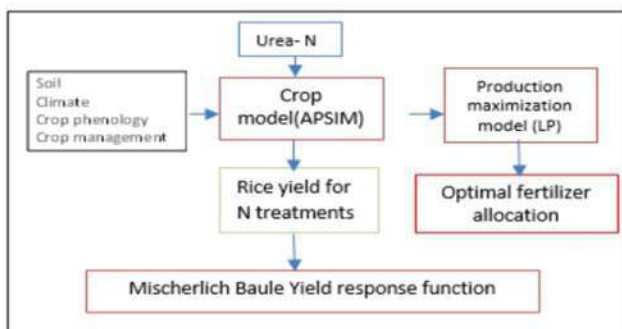 Urea- N
Soil
Climate
Crop phenology
Crop management
Crop
model(APSIM)
Production
maximization
model (LP)
Rice yield for
N treatments
Optimal fertilizer
allocation
Mischerlich Baule Yield response function